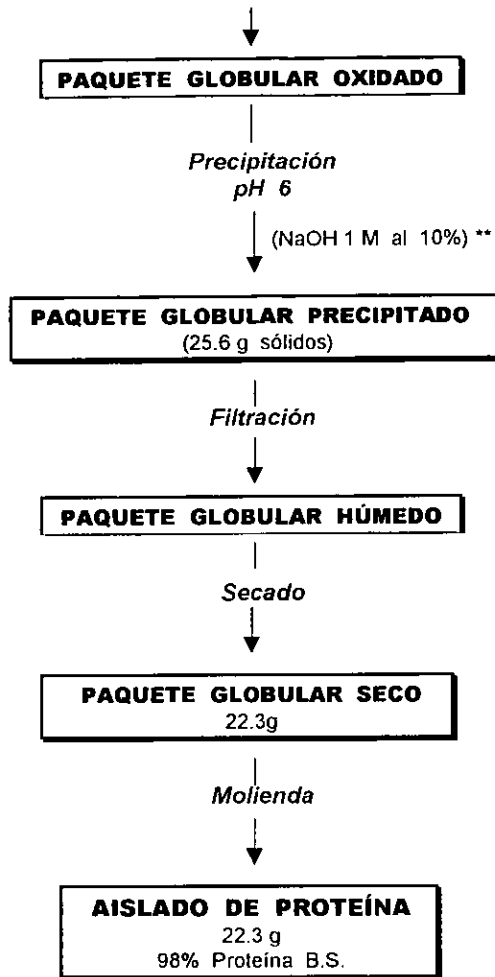 PAQUETE GLOBULAR OXIDADO
Precipitación
pH 6
(NaOH 1 M al 10%) **
PAQUETE GLOBULAR PRECIPITADO
(25.6 g sólidos)
Filtración
PAQUETE GLOBULAR HÚMEDO
Secado
PAQUETE GLOBULAR SECO
22.3g
Molienda
AISLADO DE PROTEÍNA
22.3 g
98% Proteína B.S.